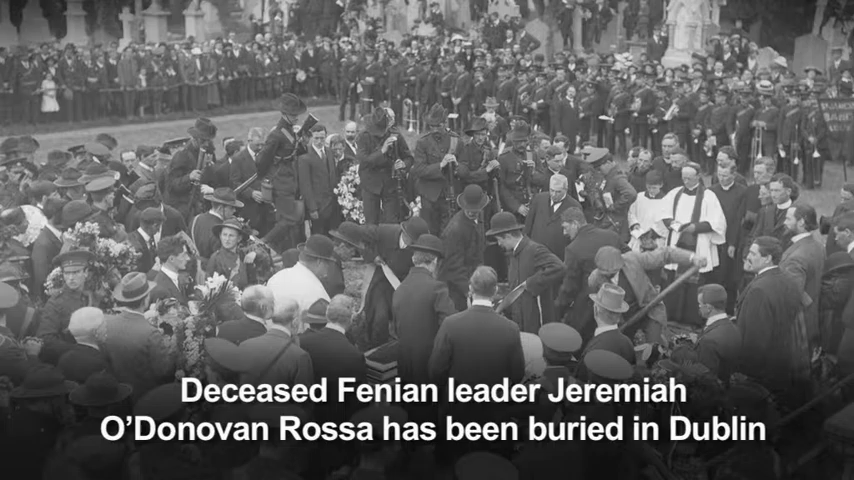 Deceased Fenian leader Jeremiah
O’Donovan Rossa has been buried in Dublin